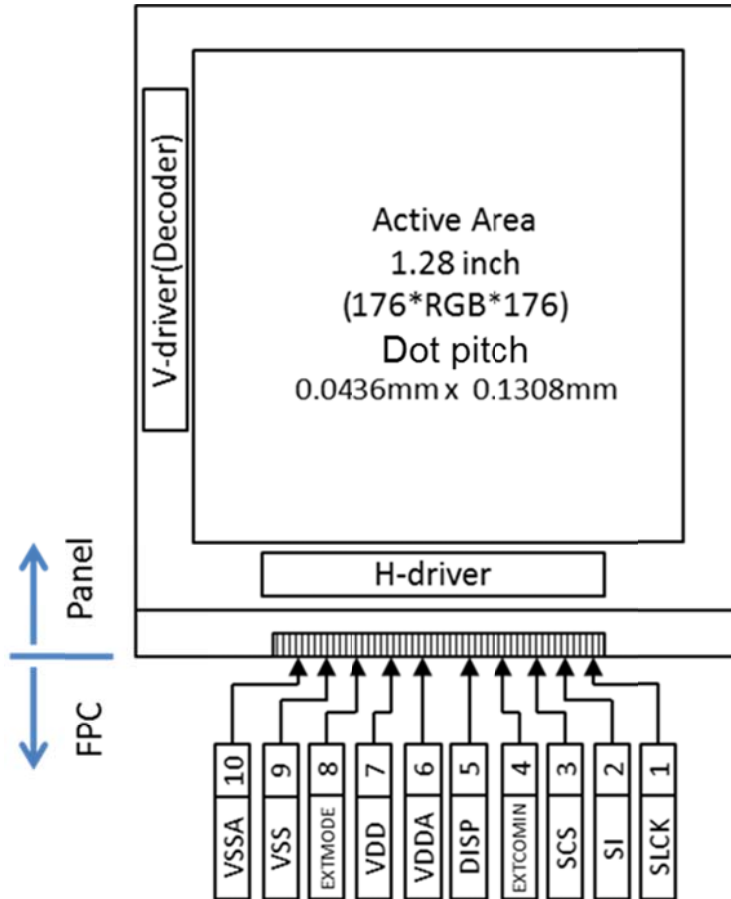 V-driver(Decoder)
Active Area
1.28 inch
(176*RGB*176)
Dot pitch
0.0436mm x 0.1308mm
H-driver
Panel
FPC
10 VSSA
9 VSS
8 EXTMODE
7 VDD
6 VDDA
5 DISP
4 EXTCOMIN
3 SCS
2 SI
1 SLCK